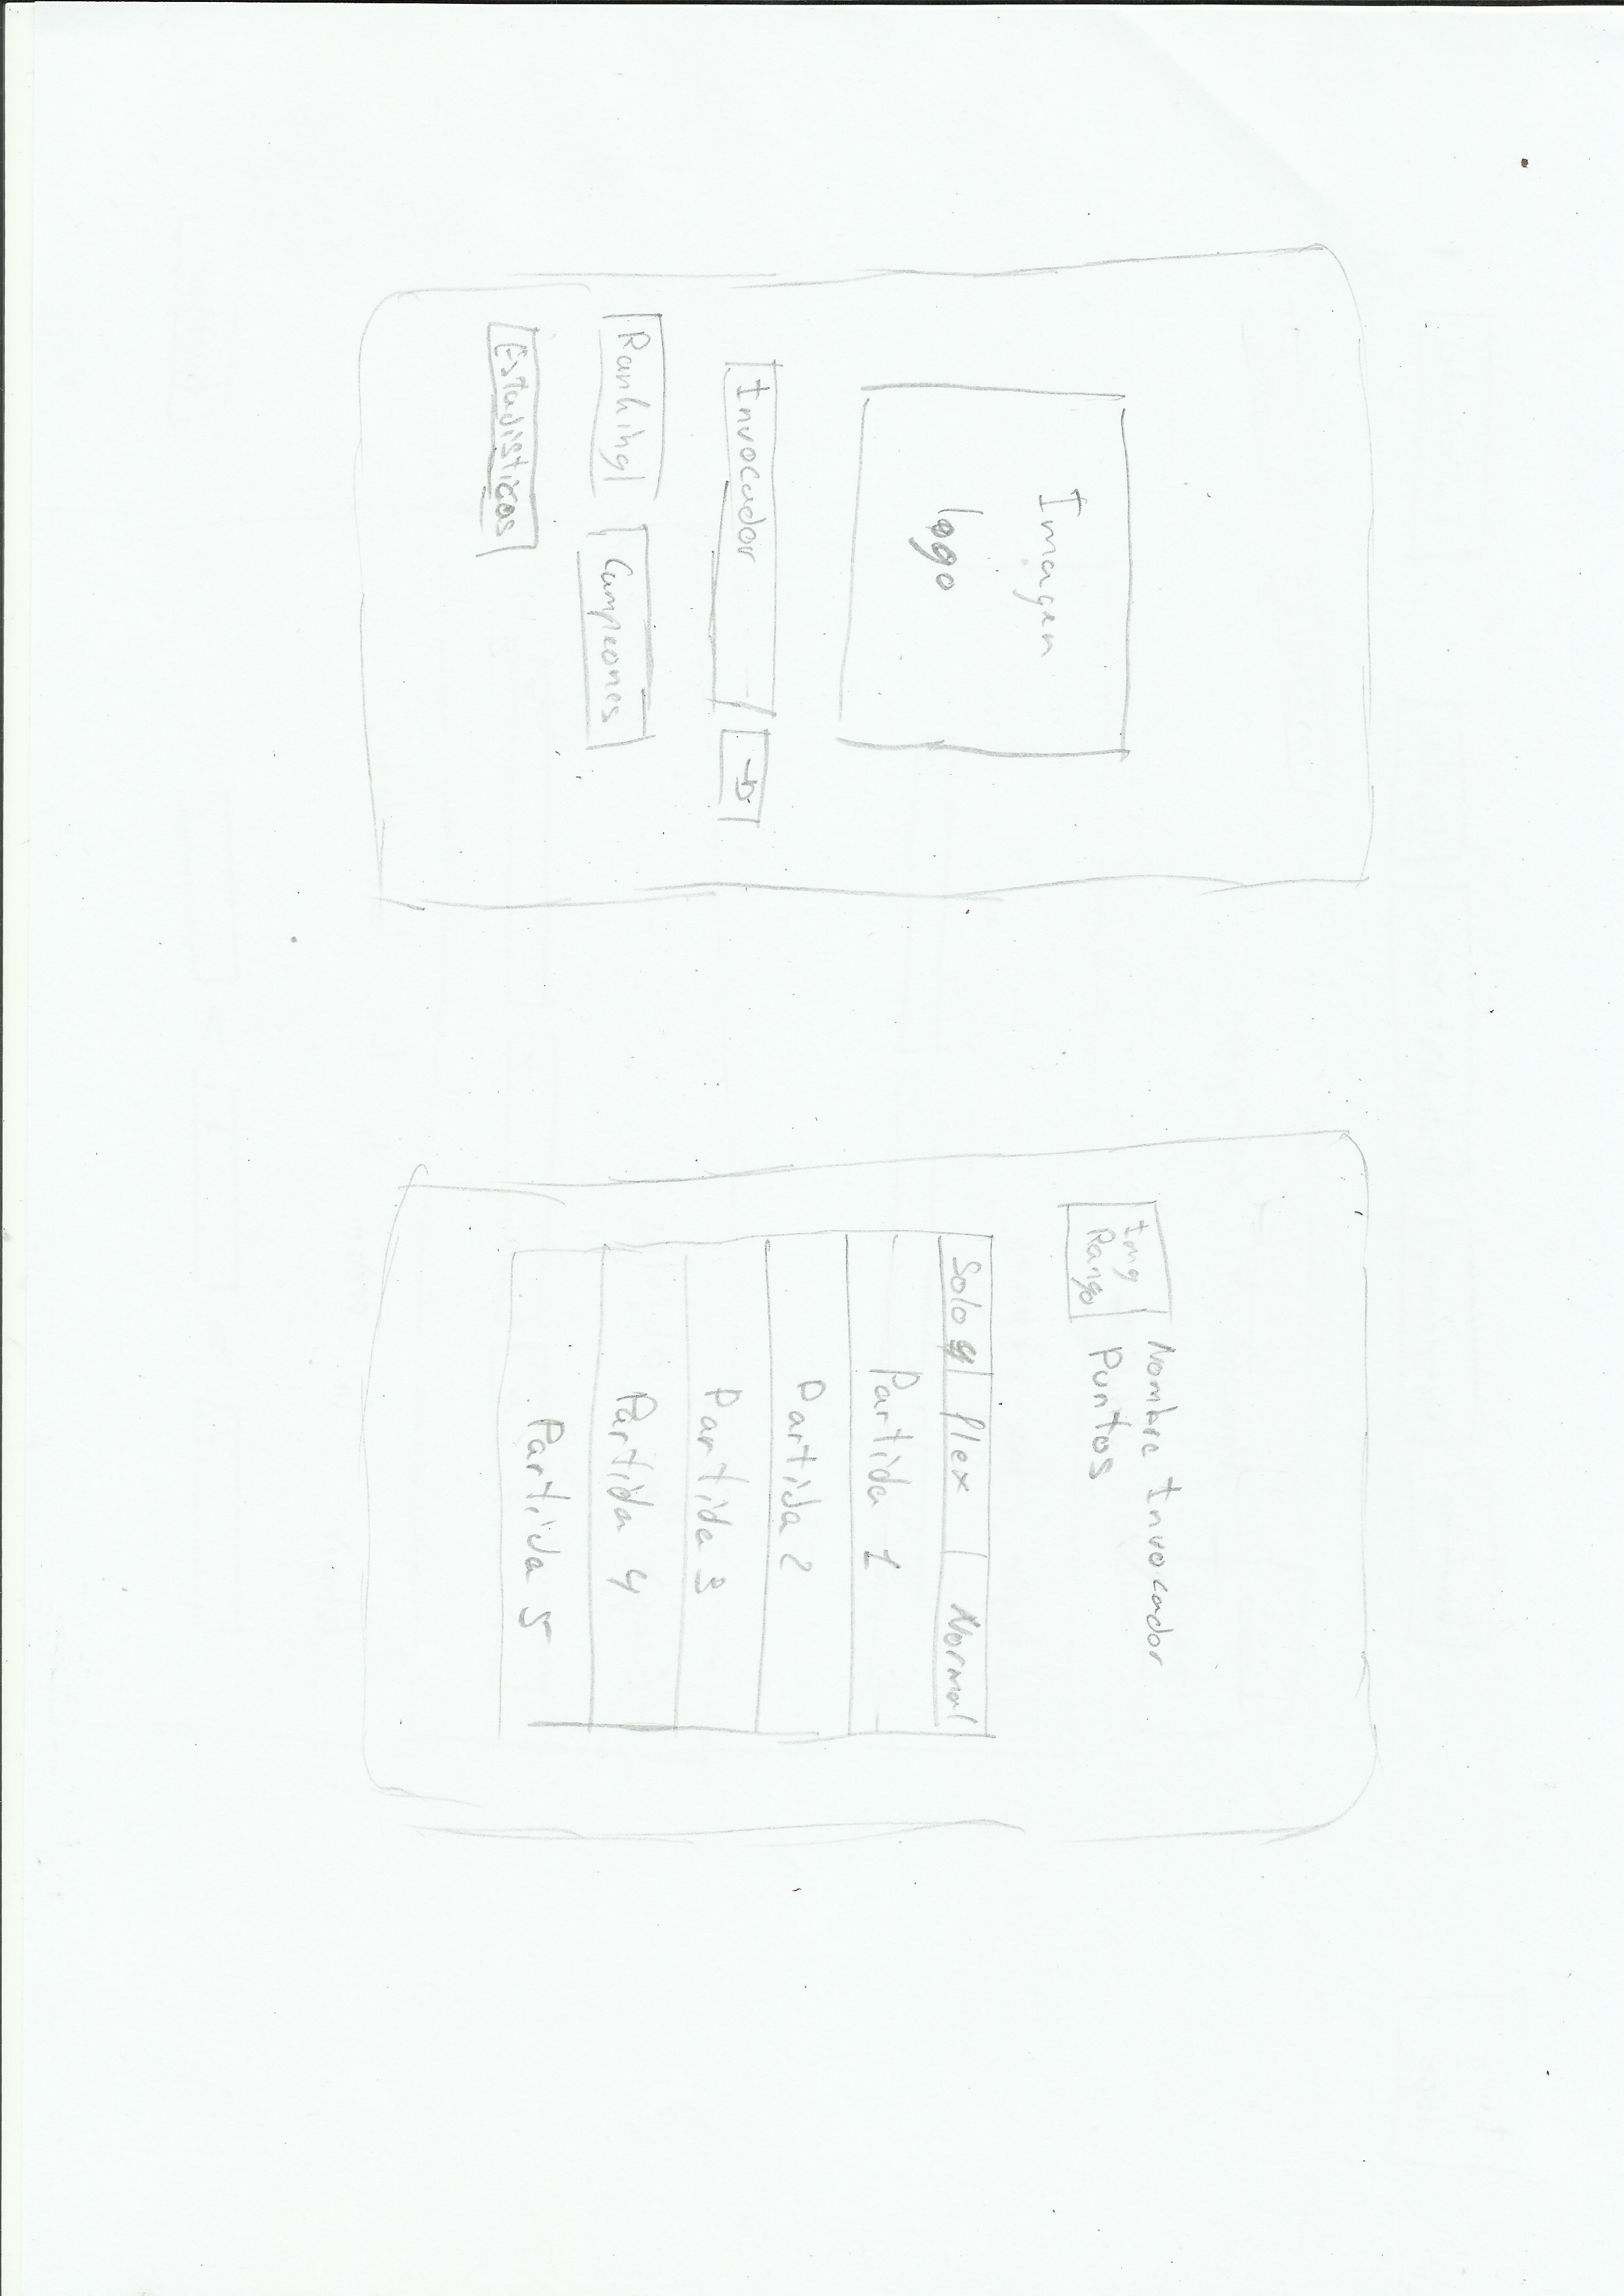 Imagen
logo
Invocador
Ranking
Campeones
Estadisticas
Img
Rango
Nombre Invocador
Puntos
Solo q
flex
Normal
Partida 1
Partida 2
Partida 3
Partida 4
Partida 5